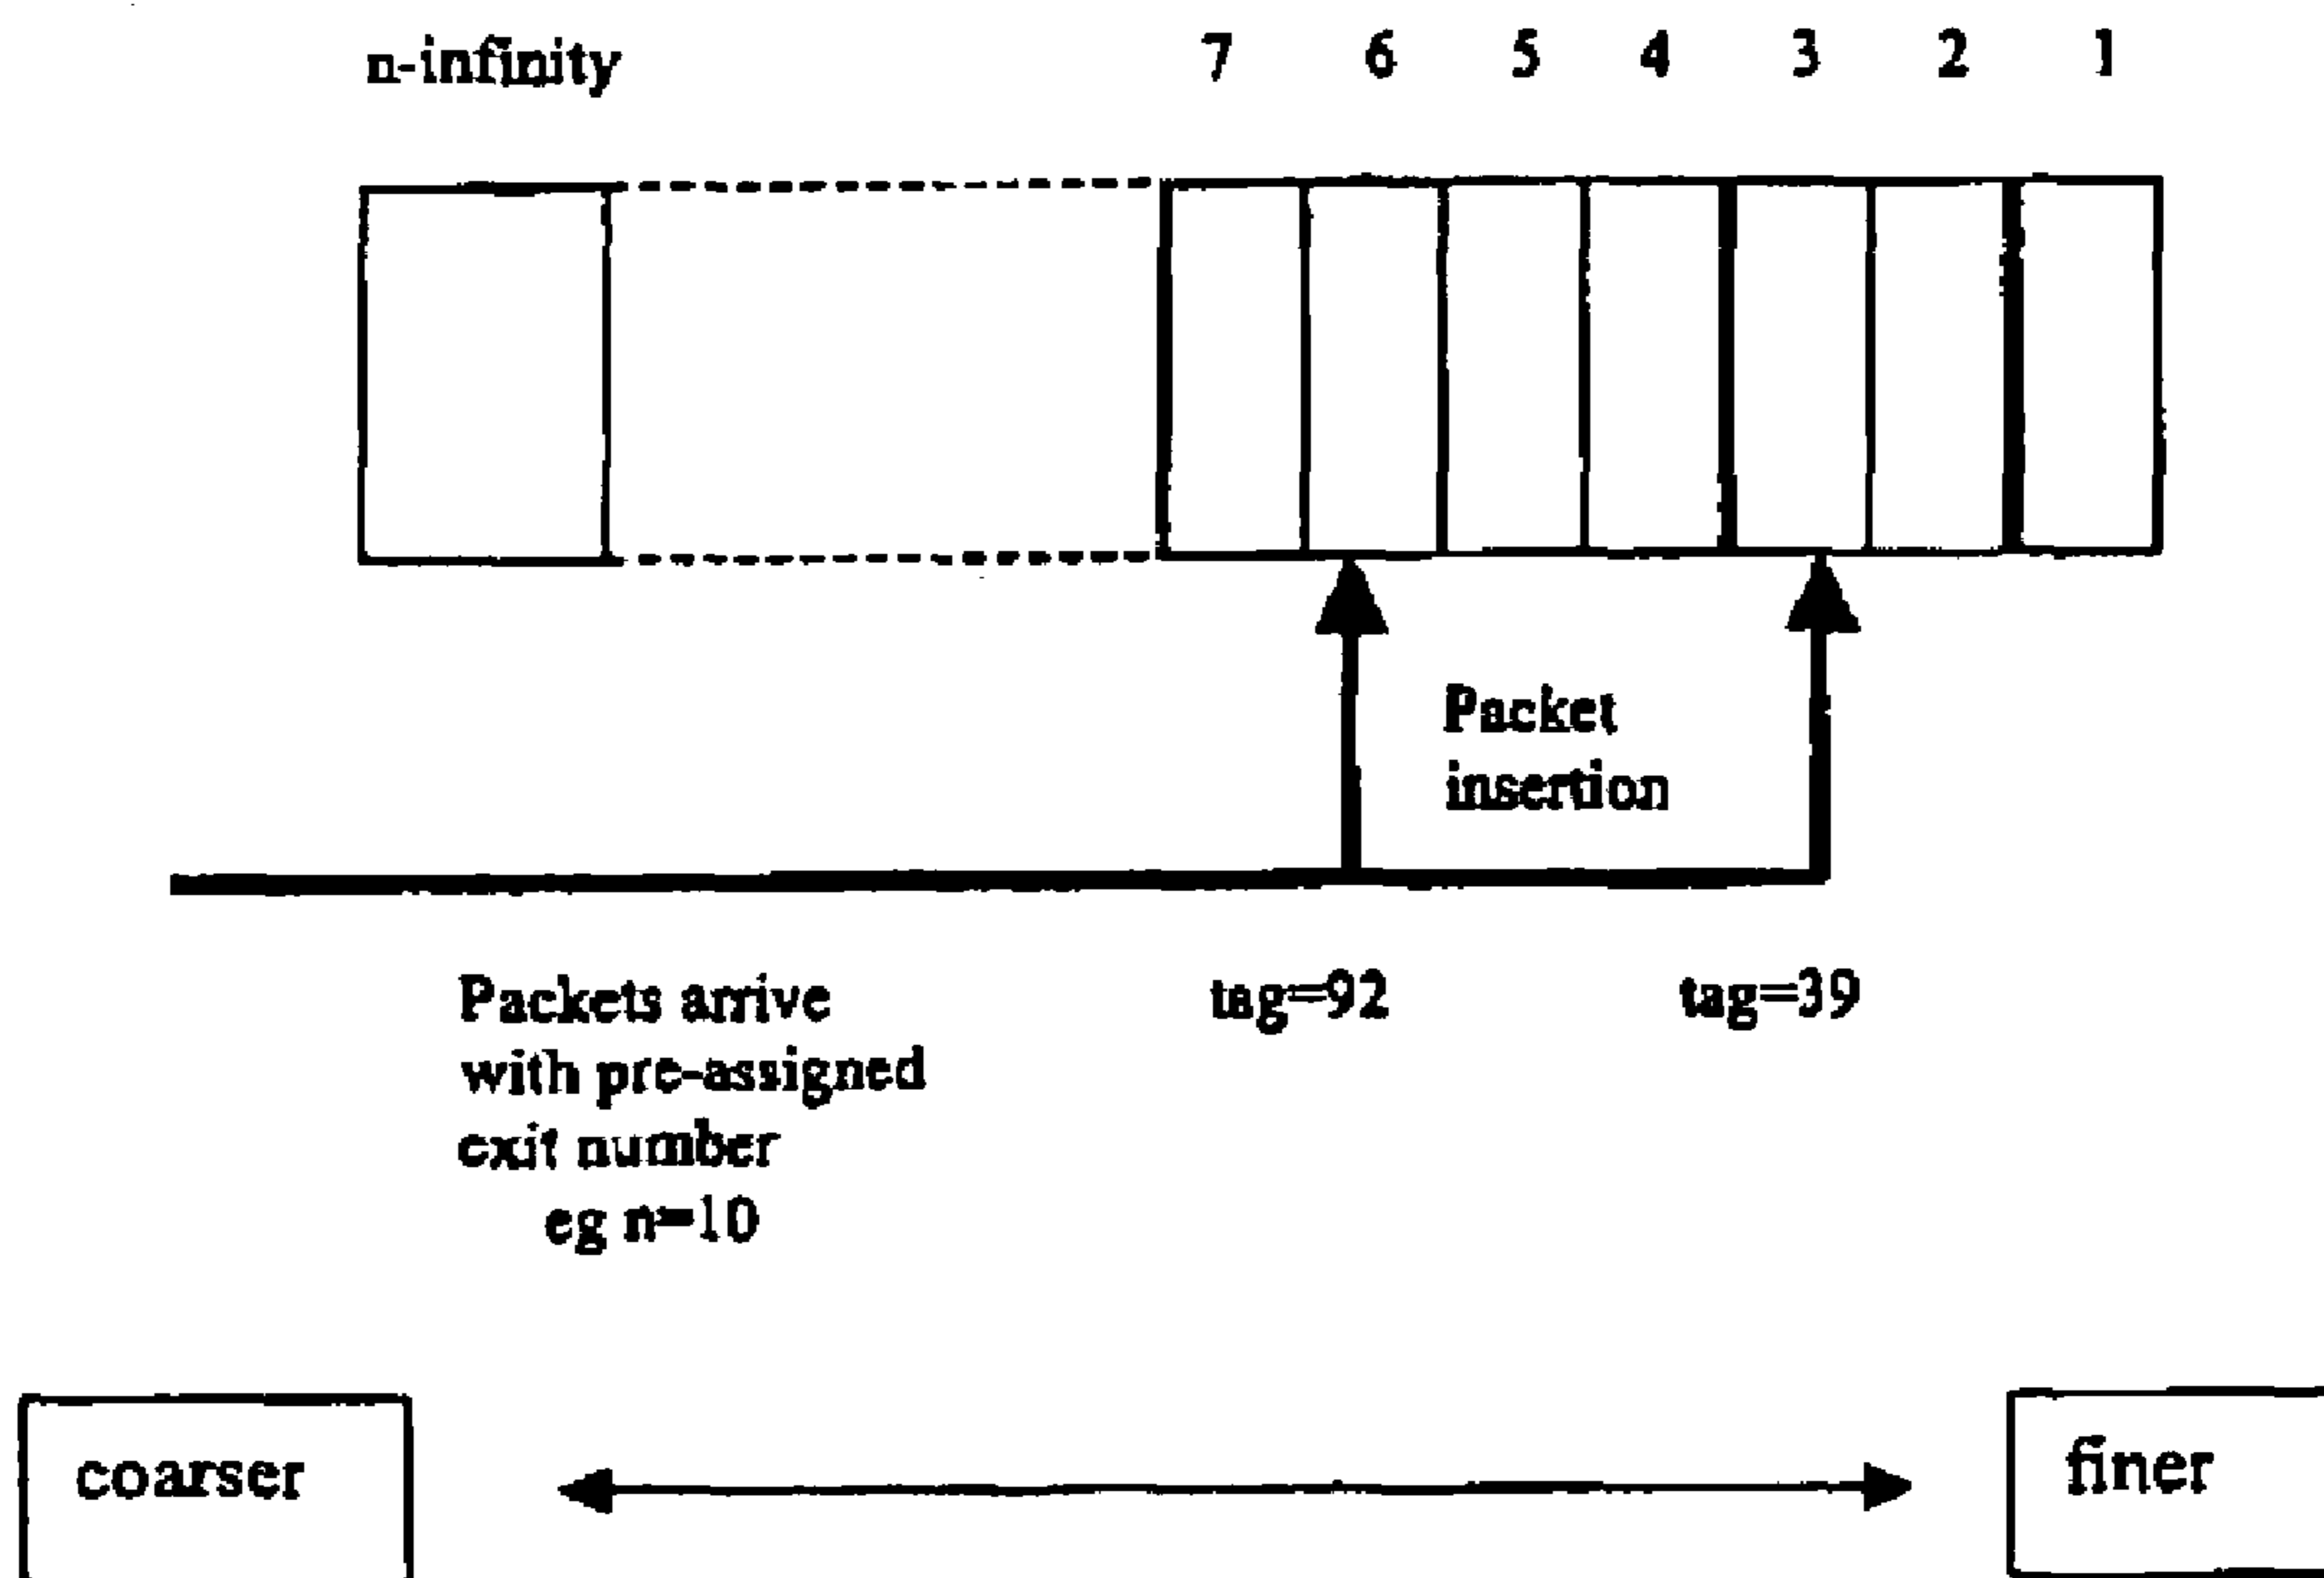 n-infinity 7 6 5 4 3 2 1
Packet
insertion
Packets arrive
with pre-assigned
exit number
eg n=10
tag=92
tag=39
coarser
finer